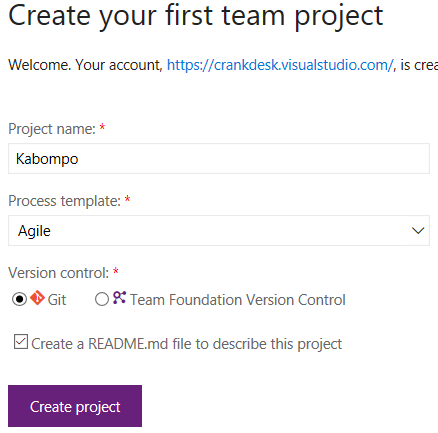 Create your first team project
Welcome. Your account, https://crankdesk.visualstudio.com/, is
Project name: *
Kabompo
Process template: *
Agile
Version control: *
Git Team Foundation Version Control
Create a README.md file to describe this project
Create project